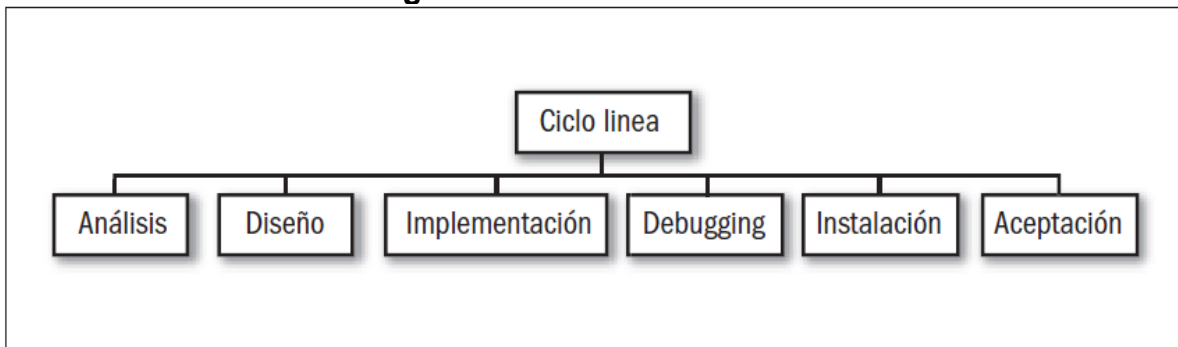 Ciclo linea
Análisis Diseño Implementación Debugging Instalación Aceptación